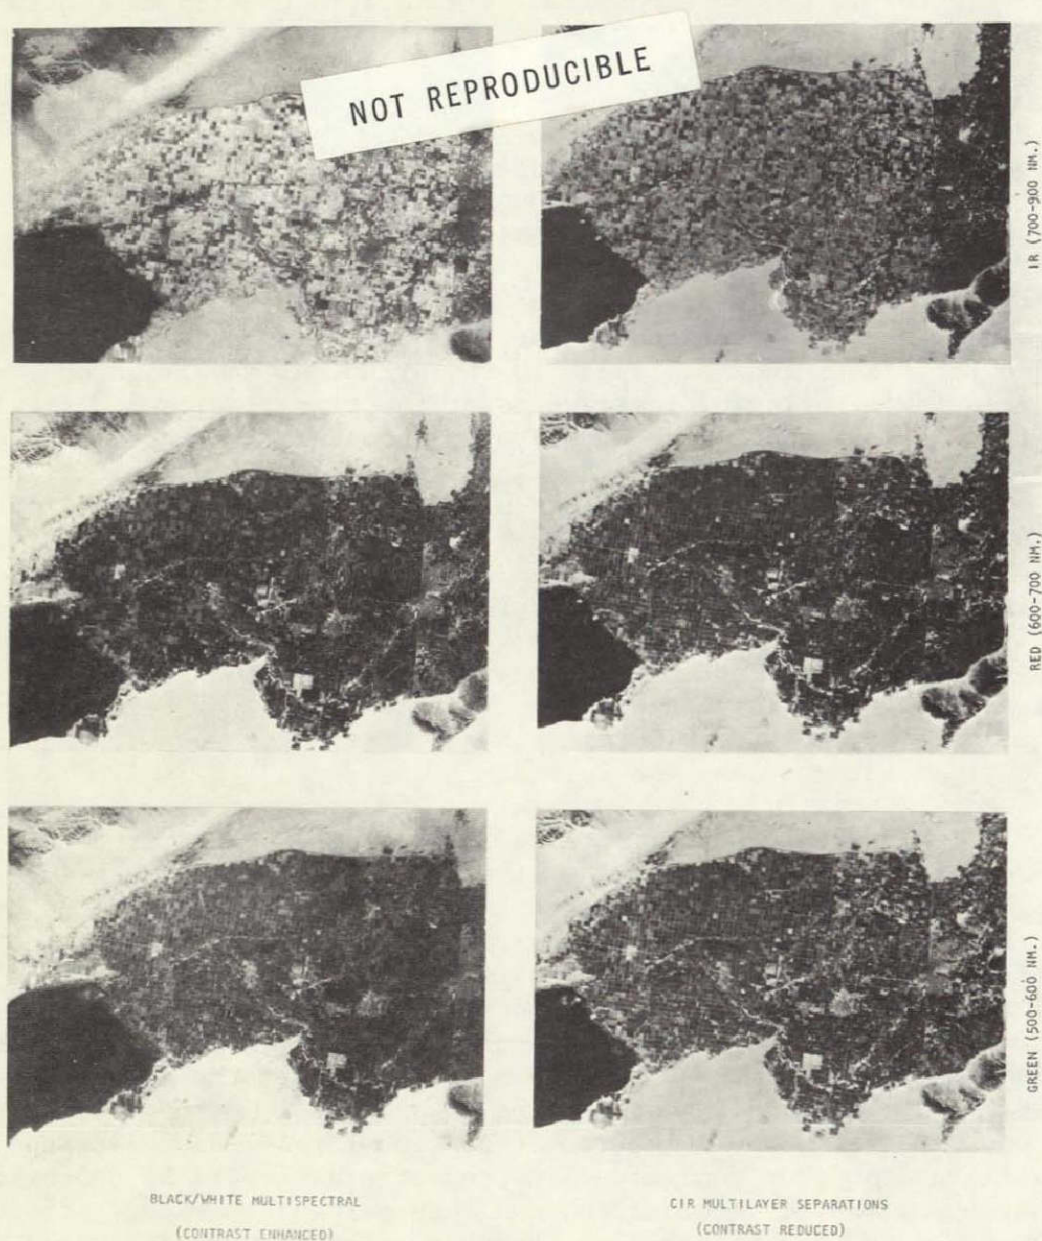 NOT REPRODUCIBLE
IR (700-900 NM.)
RED (600-700 NM.)
GREEN (500-600 NM.)
BLACK/WHITE MULTISPECTRAL
(CONTRAST ENHANCED)
CIR MULTILAYER SEPARATIONS
(CONTRAST REDUCED)